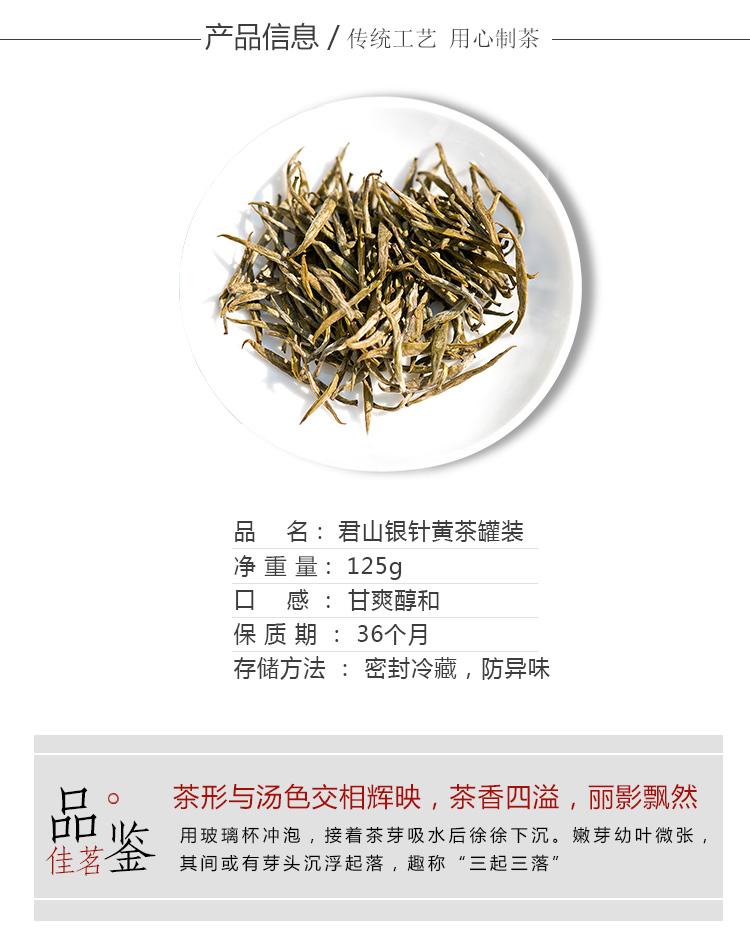 产品信息 / 传统工艺 用心制茶
品 名：君山银针黄茶罐装
净重量：125g
口 感：甘爽醇和
保质期：36个月
存储方法：密封冷藏，防异味
品鉴
佳茗
茶形与汤色交相辉映，茶香四溢，丽影飘然
用玻璃杯冲泡，接着茶芽吸水后徐徐下沉。嫩芽幼叶微张，
其间或有芽头沉浮起落，趣称“三起三落”